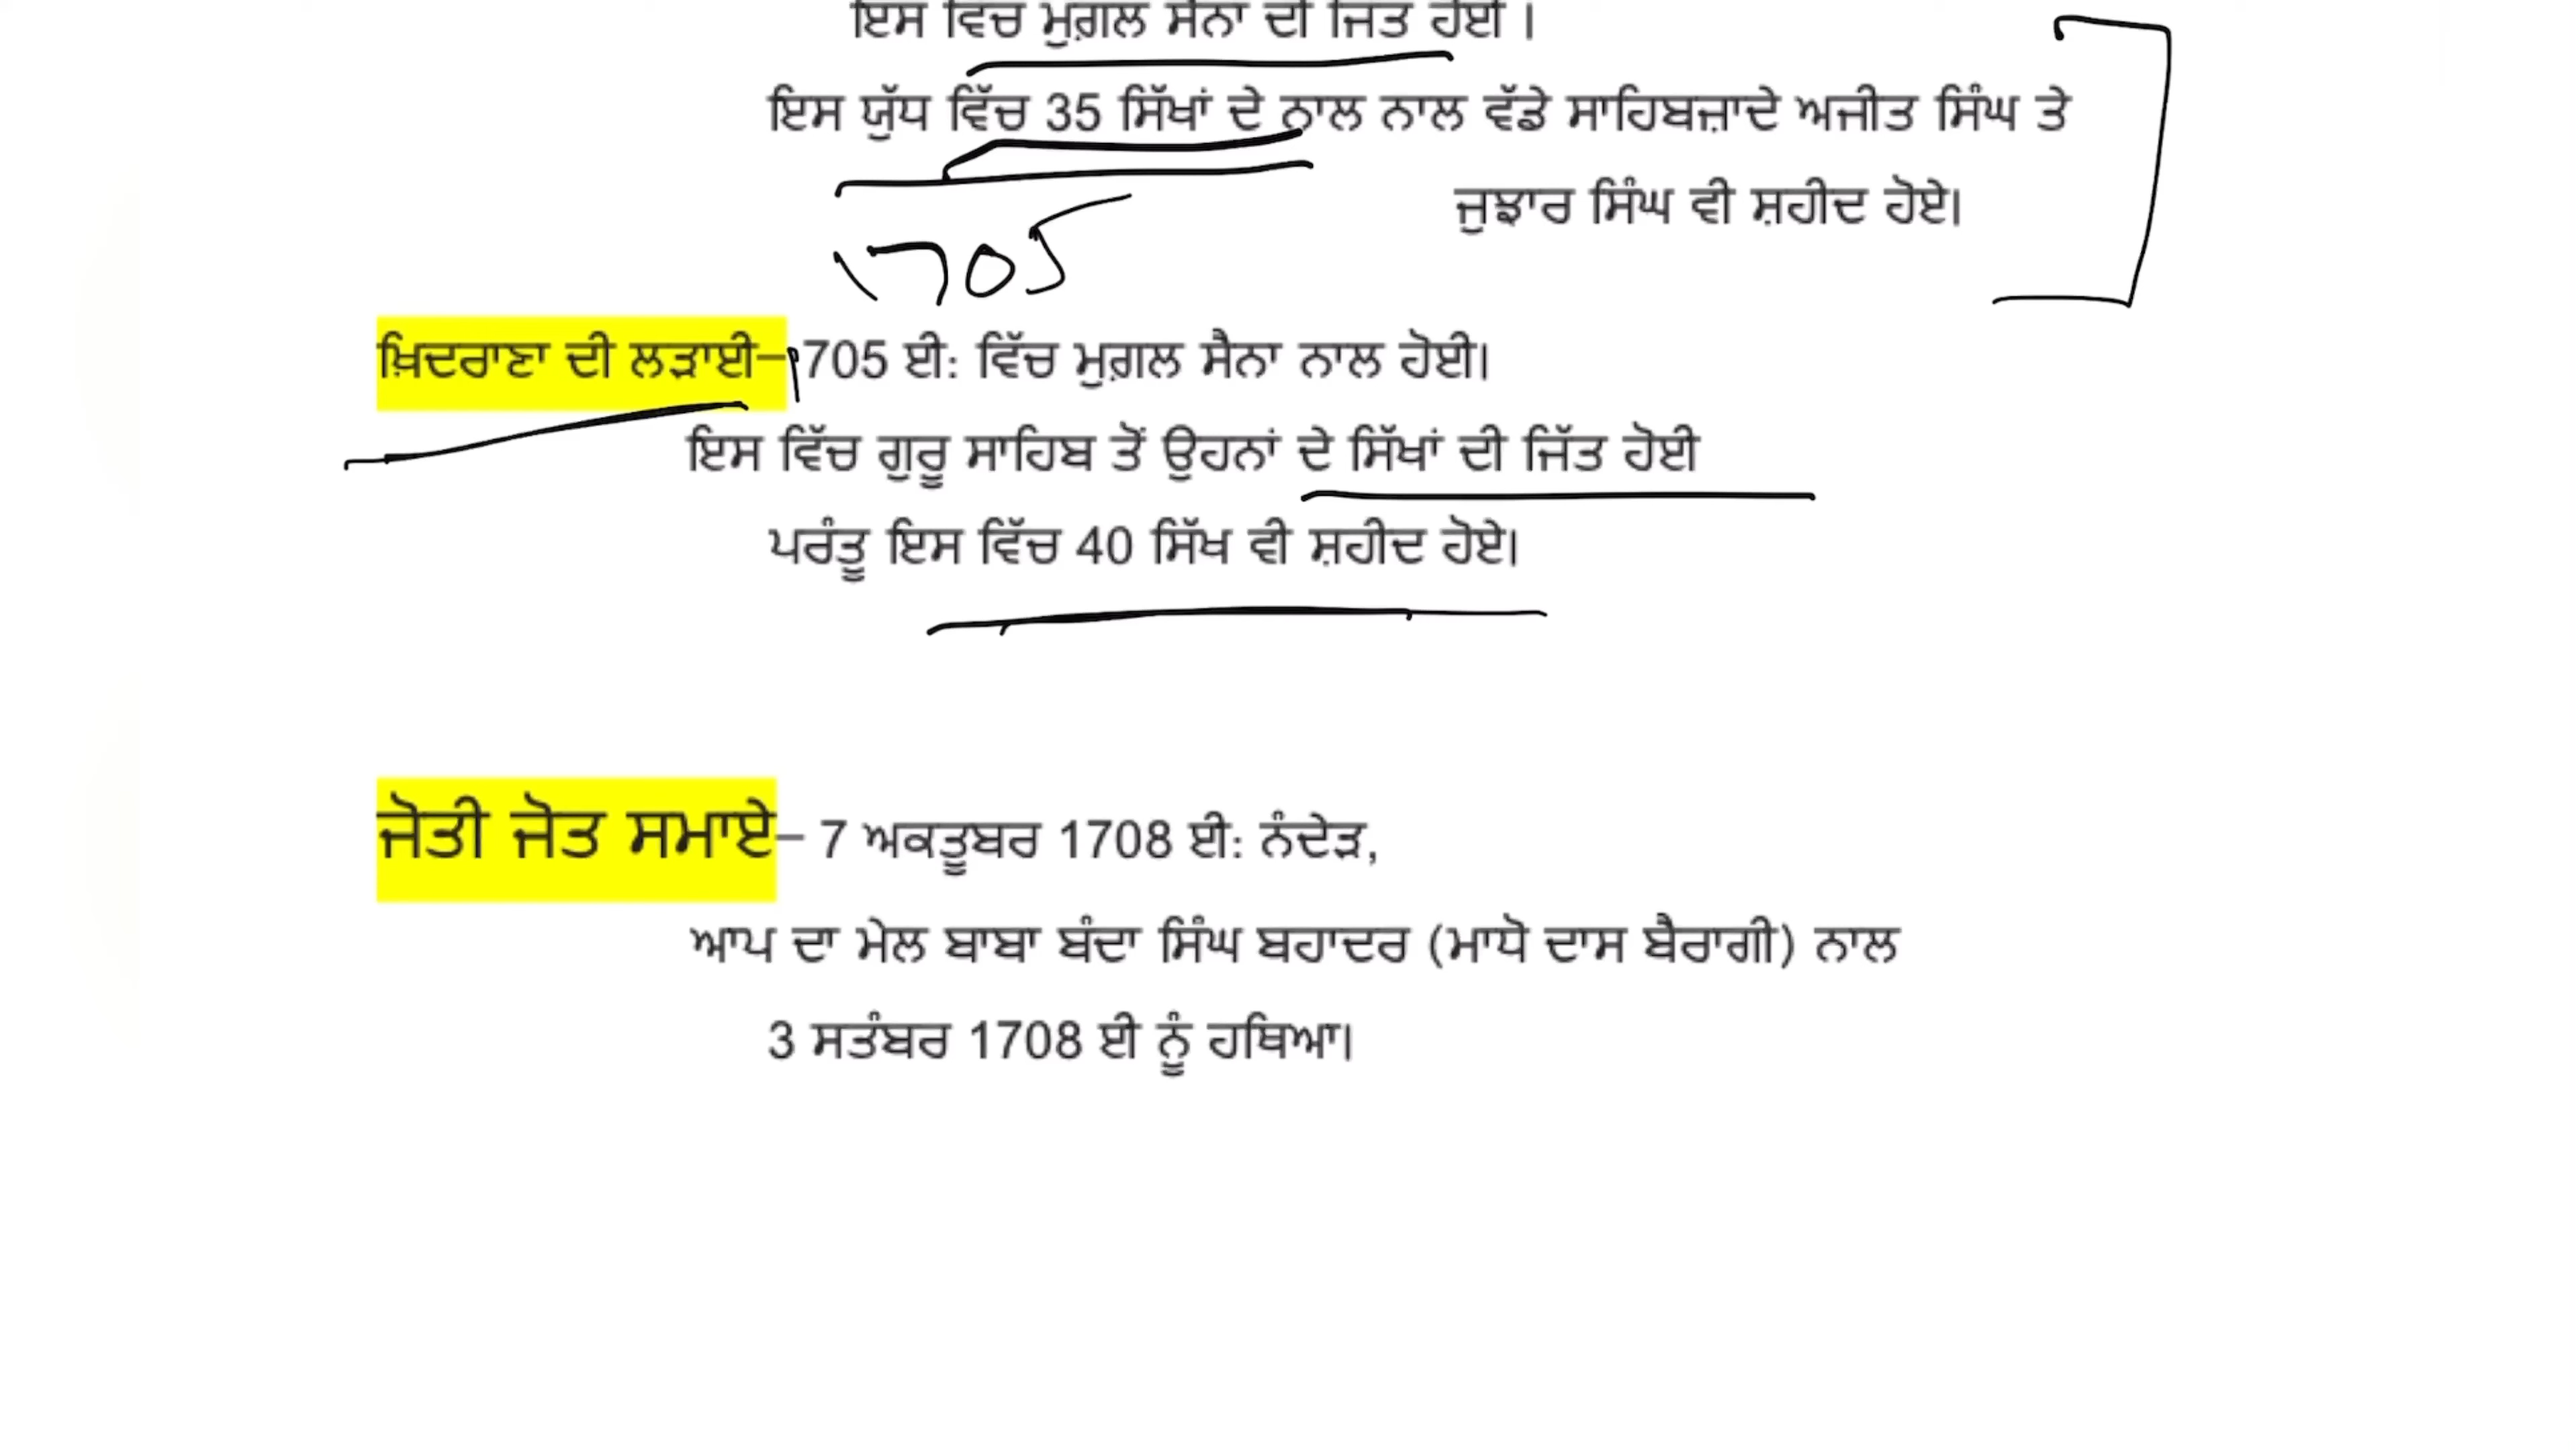 ਇਸ ਵਿੱਚ ਮੁਗ਼ਲ ਸੈਨਾ ਦੀ ਜਿੱਤ ਹੋਈ ।
ਇਸ ਯੁੱਧ ਵਿੱਚ 35 ਸਿੱਖਾਂ ਦੇ ਨਾਲ ਨਾਲ ਵੱਡੇ ਸਾਹਿਬਜ਼ਾਦੇ ਅਜੀਤ ਸਿੰਘ ਤੇ
ਜੁਝਾਰ ਸਿੰਘ ਵੀ ਸ਼ਹੀਦ ਹੋਏ।
1705
ਖ਼ਿਦਰਾਣਾ ਦੀ ਲੜਾਈ–1705 ਈ: ਵਿੱਚ ਮੁਗ਼ਲ ਸੈਨਾ ਨਾਲ ਹੋਈ।
ਇਸ ਵਿੱਚ ਗੁਰੂ ਸਾਹਿਬ ਤੋਂ ਉਹਨਾਂ ਦੇ ਸਿੱਖਾਂ ਦੀ ਜਿੱਤ ਹੋਈ
ਪਰੰਤੂ ਇਸ ਵਿੱਚ 40 ਸਿੱਖ ਵੀ ਸ਼ਹੀਦ ਹੋਏ।
ਜੋਤੀ ਜੋਤ ਸਮਾਏ– 7 ਅਕਤੂਬਰ 1708 ਈ: ਨੰਦੇੜ,
ਆਪ ਦਾ ਮੇਲ ਬਾਬਾ ਬੰਦਾ ਸਿੰਘ ਬਹਾਦਰ (ਮਾਧੋ ਦਾਸ ਬੈਰਾਗੀ) ਨਾਲ
3 ਸਤੰਬਰ 1708 ਈ ਨੂੰ ਹਥਿਆ।